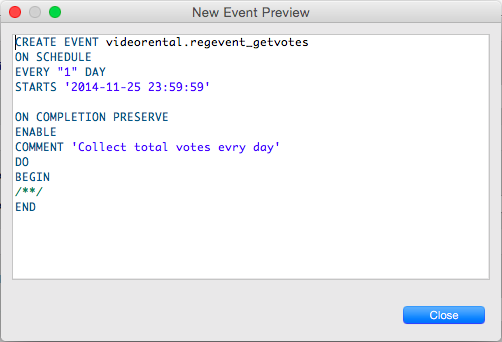 New Event Preview
CREATE EVENT videorental.regevent_getvotes
ON SCHEDULE
EVERY "1" DAY
STARTS '2014-11-25 23:59:59'
ON COMPLETION PRESERVE
ENABLE
COMMENT 'Collect total votes evry day'
DO
BEGIN
/**/
END
Close